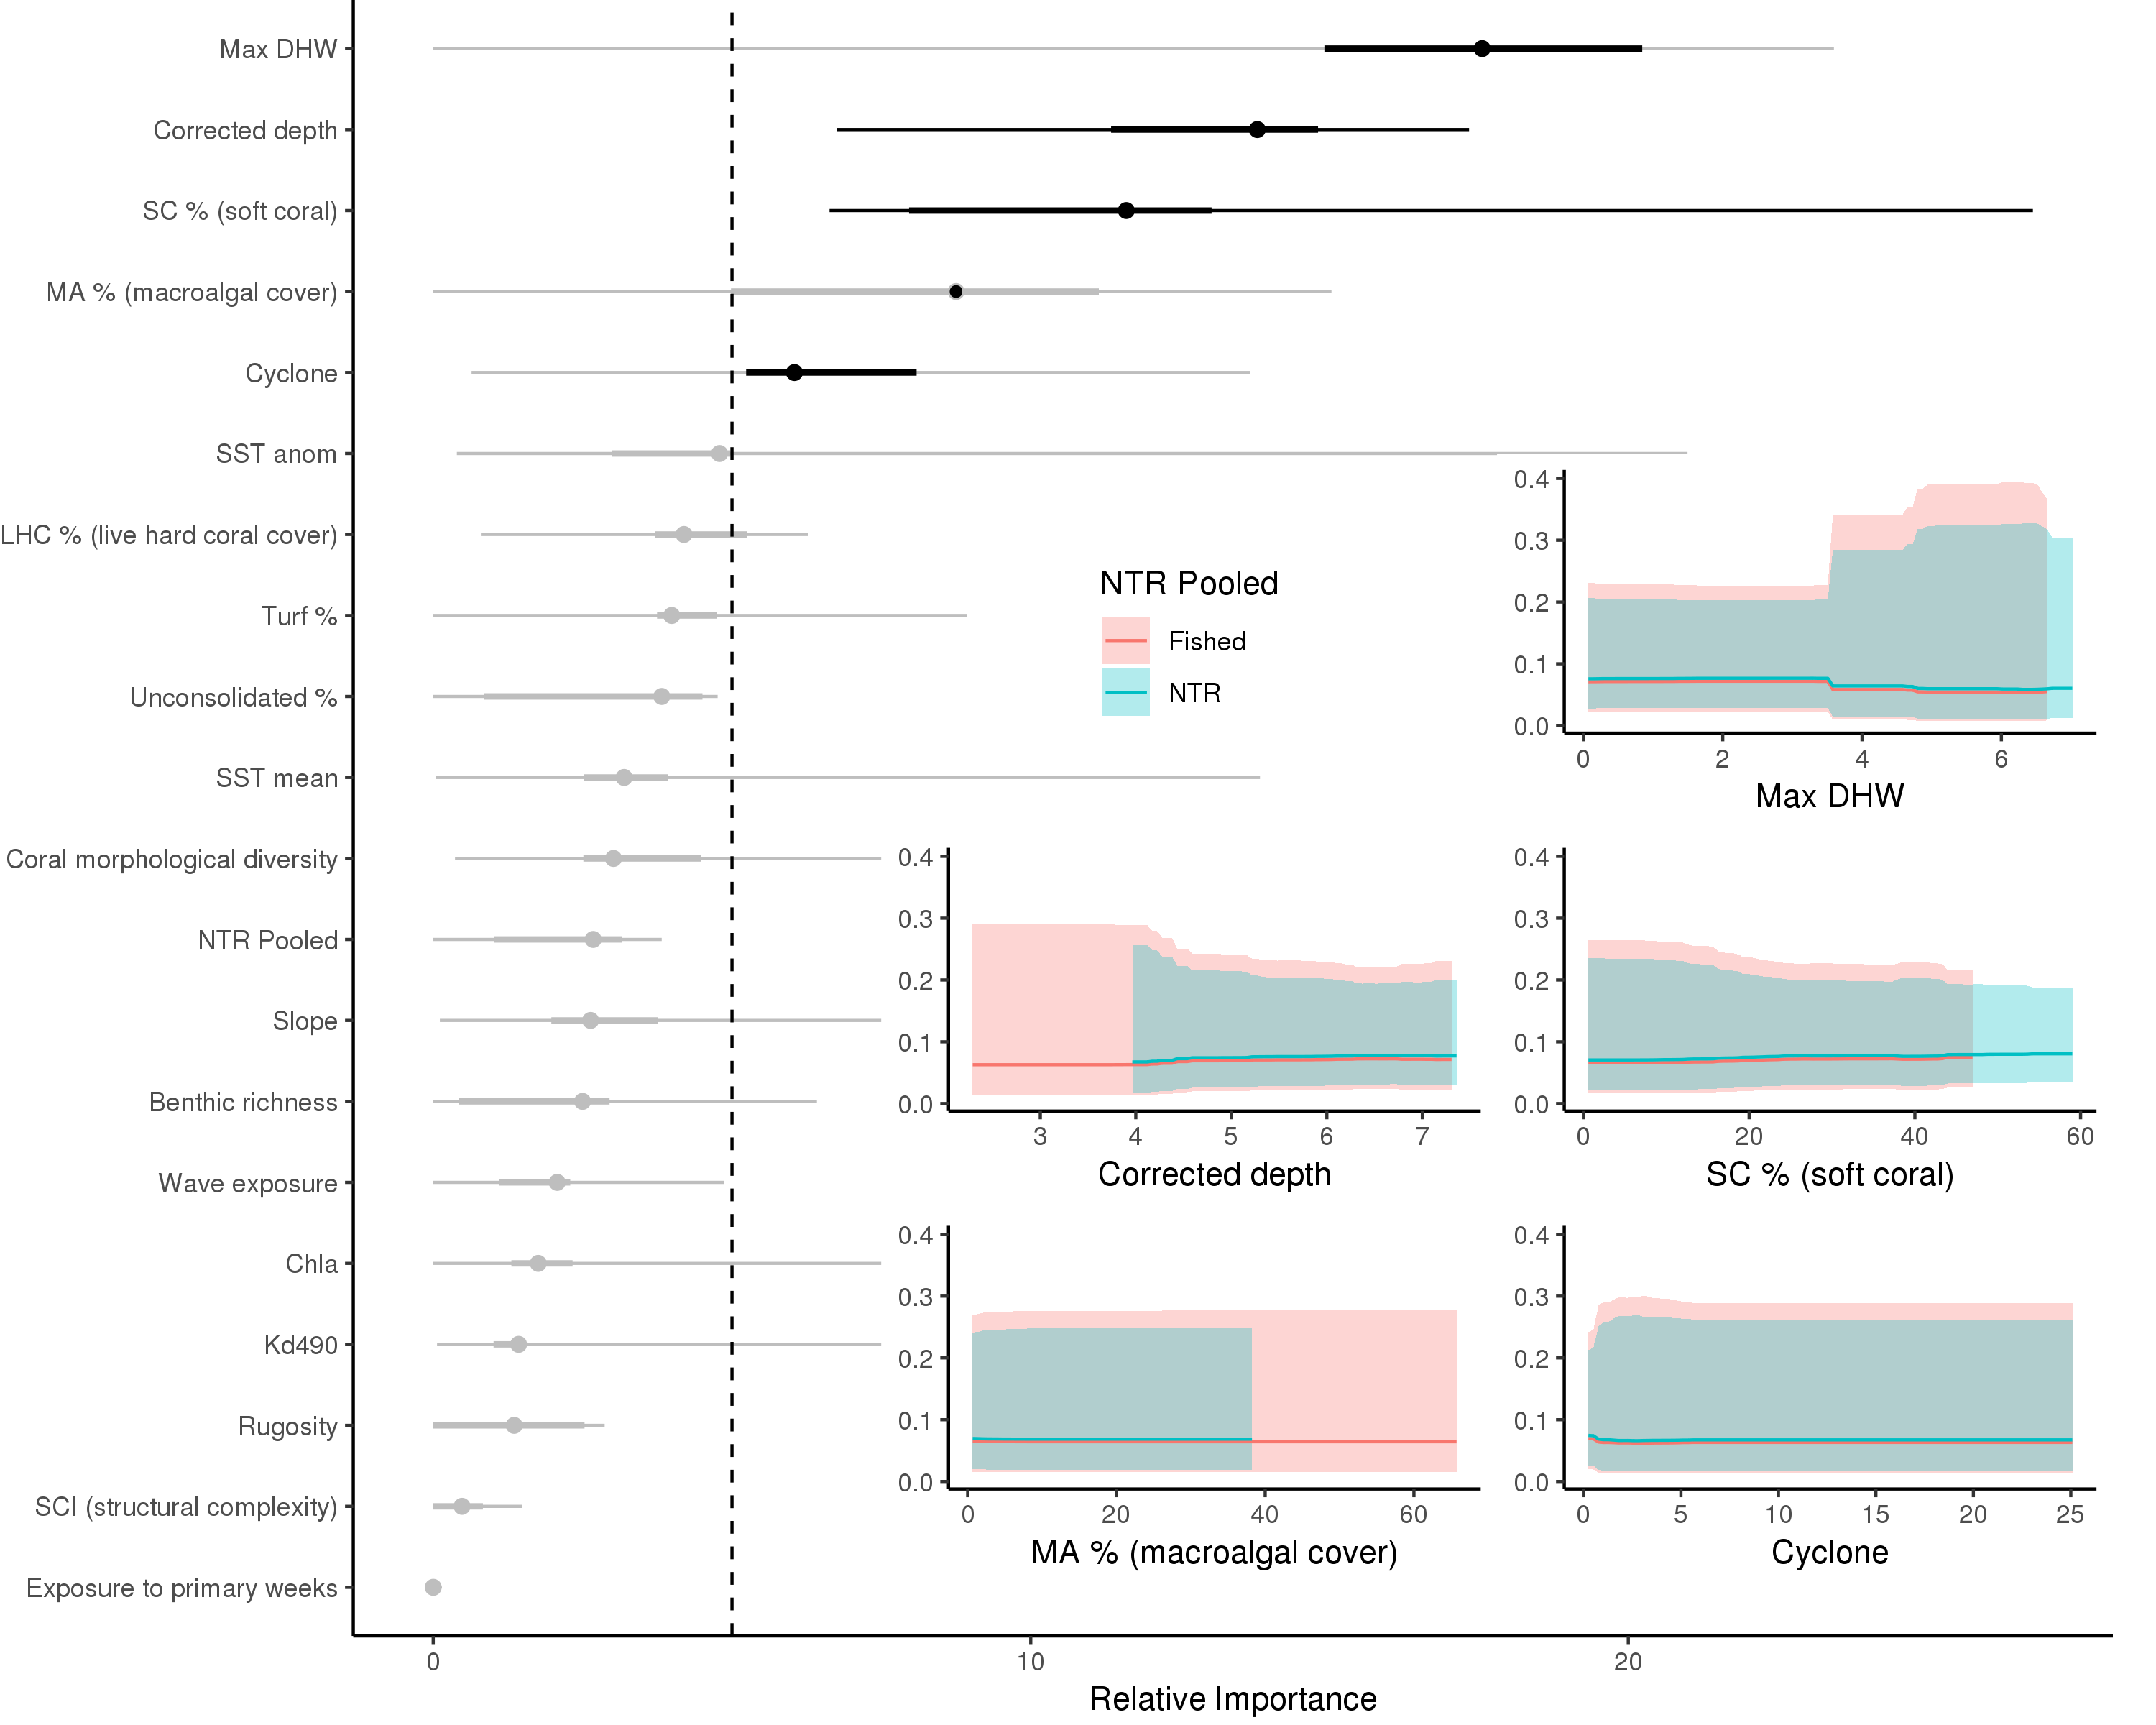 Max DHW
Corrected depth
SC % (soft coral)
MA % (macroalgal cover)
Cyclone
SST anom
LHC % (live hard coral cover)
Turf %
Unconsolidated %
SST mean
Coral morphological diversity
NTR Pooled
Slope
Benthic richness
Wave exposure
Chla
Kd490
Rugosity
SCI (structural complexity)
Exposure to primary weeks
0 10 20
Relative Importance
NTR Pooled
Fished
NTR
0.4
0.3
0.2
0.1
0.0
0 2 4 6
Max DHW
0.4
0.3
0.2
0.1
0.0
3 4 5 6 7
Corrected depth
0.4
0.3
0.2
0.1
0.0
0 20 40 60
SC % (soft coral)
0.4
0.3
0.2
0.1
0.0
0 20 40 60
MA % (macroalgal cover)
0.4
0.3
0.2
0.1
0.0
0 5 10 15 20 25
Cyclone